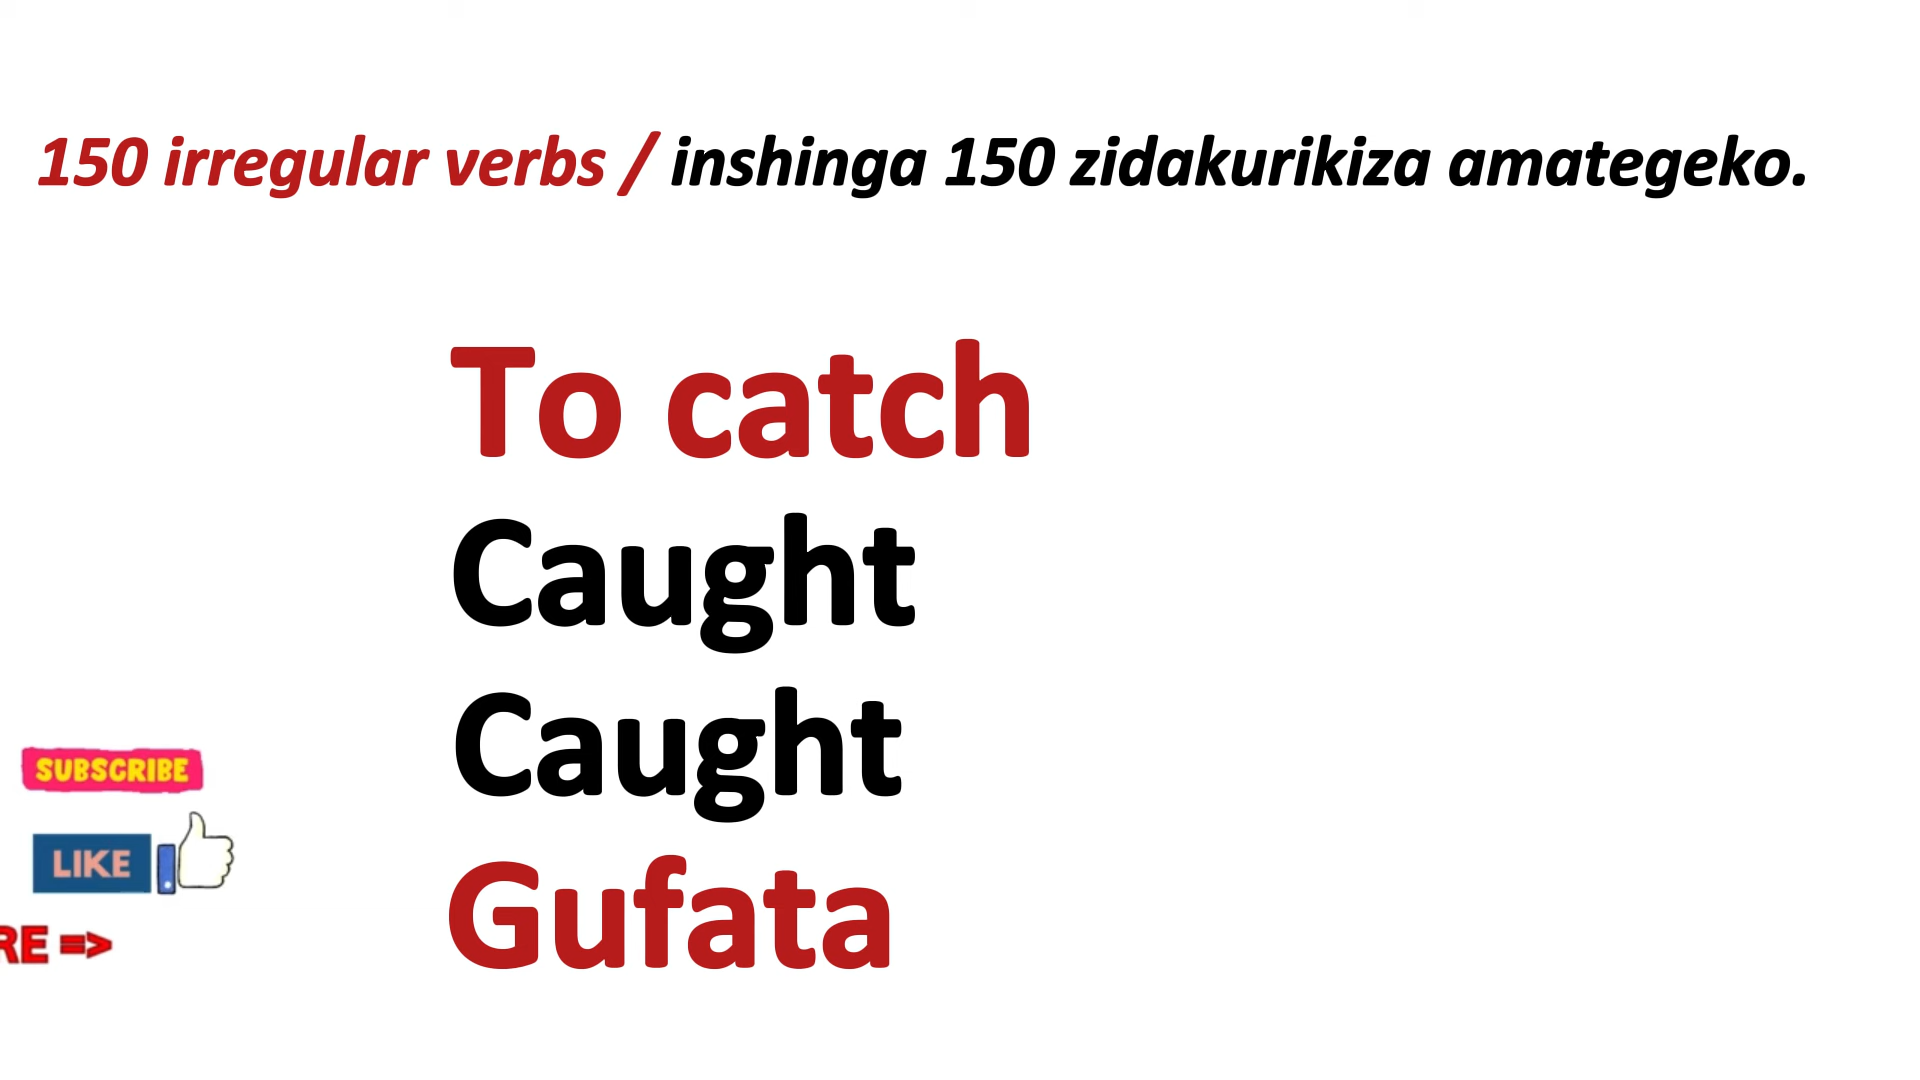 150 irregular verbs / inshinga 150 zidakurikiza amategeko.
To catch
Caught
Caught
Gufata
SUBSCRIBE
LIKE
RE =>